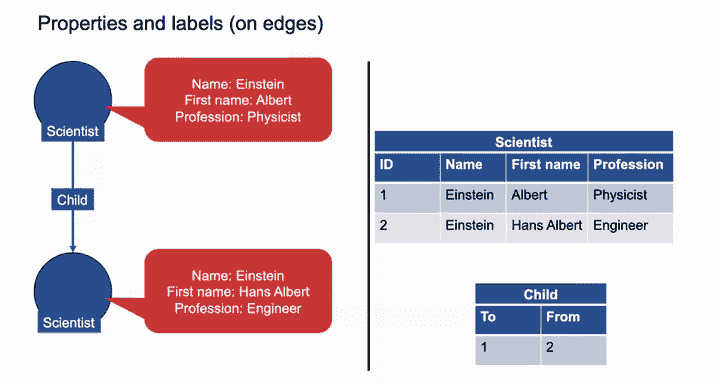 Properties and labels (on edges)
Name: Einstein
First name: Albert
Profession: Physicist
Scientist
Child
Name: Einstein
First name: Hans Albert
Profession: Engineer
Scientist
Scientist
ID Name First name Profession
1 Einstein Albert Physicist
2 Einstein Hans Albert Engineer
Child
To From
1 2